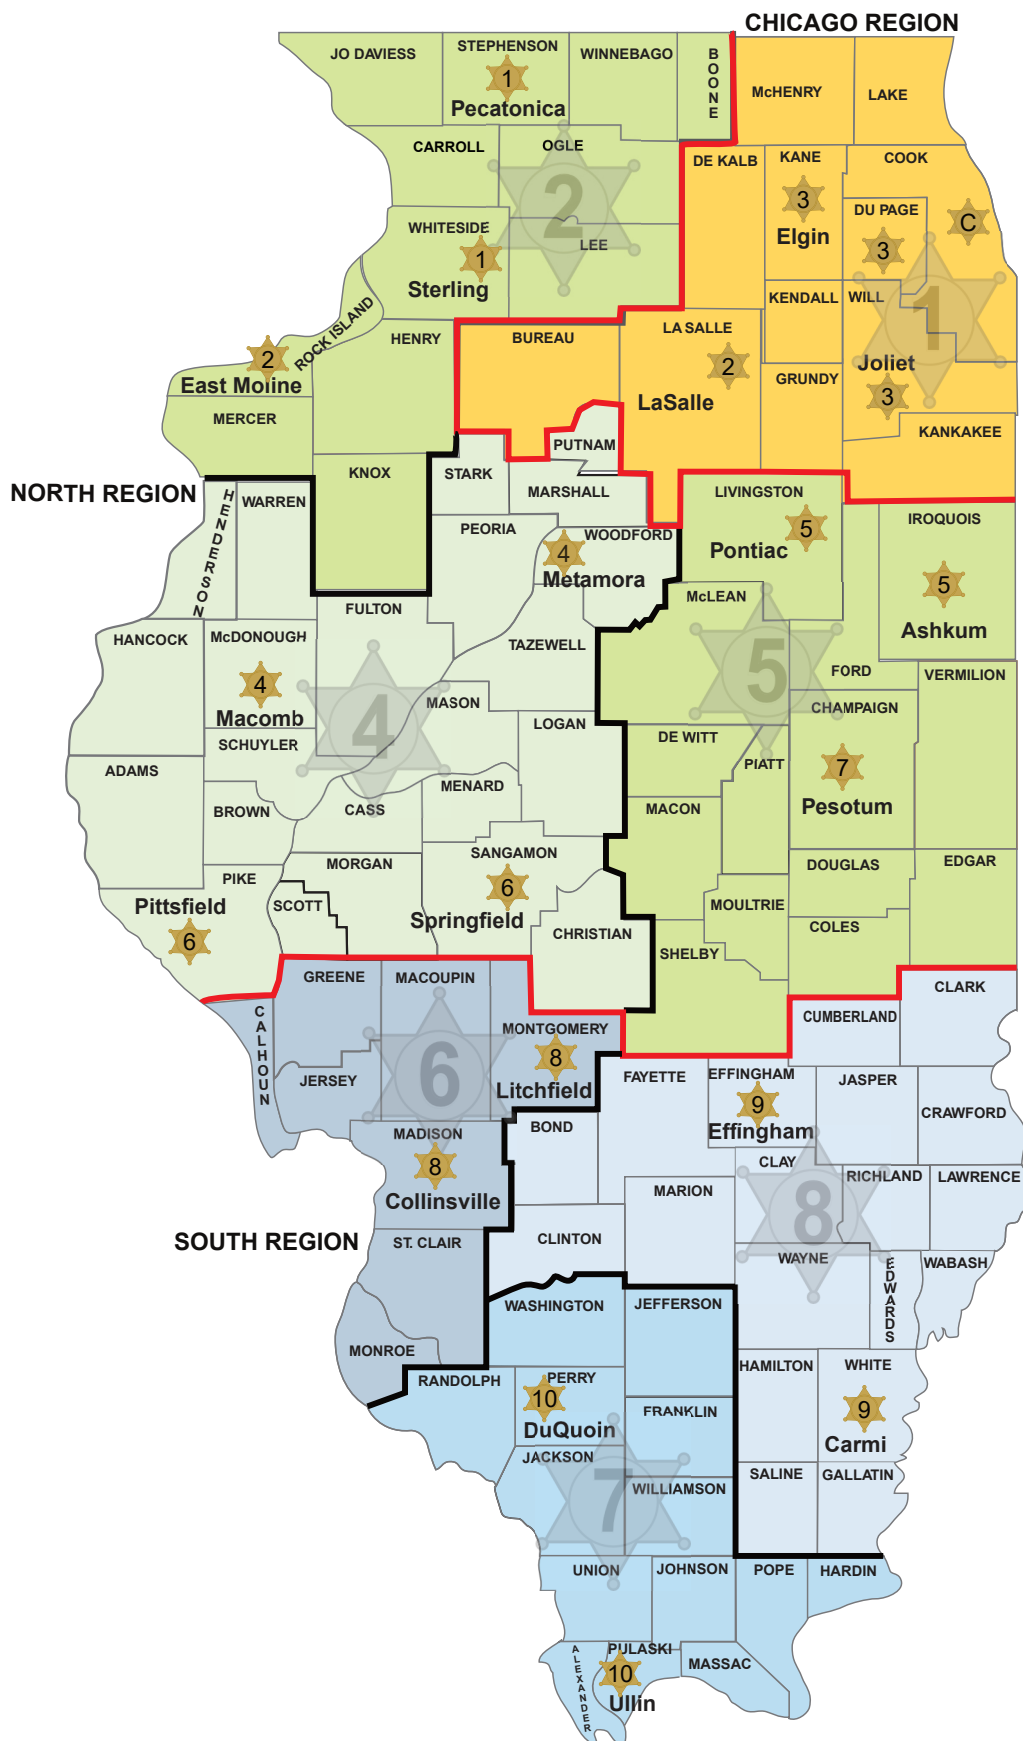 CHICAGO REGION
JO DAVIESS
STEPHENSON
1
Pecatonica
WINNEBAGO
BOONE
McHENRY
LAKE
CARROLL
OGLE
2
DE KALB
KANE
3
Elgin
COOK
C
DU PAGE
3
WHITESIDE
1
Sterling
LEE
KENDALL
WILL
1
ROCK ISLAND
2
East Moline
HENRY
BUREAU
LA SALLE
2
LaSalle
GRUNDY
Joliet
3
MERCER
KANKAKEE
PUTNAM
KNOX
STARK
NORTH REGION
HENDERSON
WARREN
MARSHALL
LIVINGSTON
5
Pontiac
IROQUOIS
5
Ashkum
PEORIA
WOODFORD
4
Metamora
McLEAN
FULTON
HANCOCK
McDONOUGH
4
Macomb
TAZEWELL
5
FORD
VERMILION
4
MASON
LOGAN
CHAMPAIGN
7
Pesotum
SCHUYLER
DE WITT
PIATT
ADAMS
MENARD
BROWN
CASS
MACON
SANGAMON
6
Springfield
MORGAN
DOUGLAS
EDGAR
PIKE
Pittsfield
6
SCOTT
MOULTRIE
COLES
CHRISTIAN
SHELBY
GREENE
MACOUPIN
CLARK
CALHOUN
CUMBERLAND
MONTGOMERY
8
Litchfield
6
JERSEY
FAYETTE
EFFINGHAM
9
Effingham
JASPER
CRAWFORD
BOND
MADISON
8
Collinsville
CLAY
RICHLAND
LAWRENCE
MARION
8
SOUTH REGION
ST. CLAIR
CLINTON
WAYNE
EDWARDS
WABASH
WASHINGTON
JEFFERSON
MONROE
HAMILTON
WHITE
9
Carmi
RANDOLPH
PERRY
10
DuQuoin
FRANKLIN
JACKSON
7
WILLIAMSON
SALINE
GALLATIN
UNION
JOHNSON
POPE
HARDIN
ALEXANDER
PULASKI
10
Ullin
MASSAC